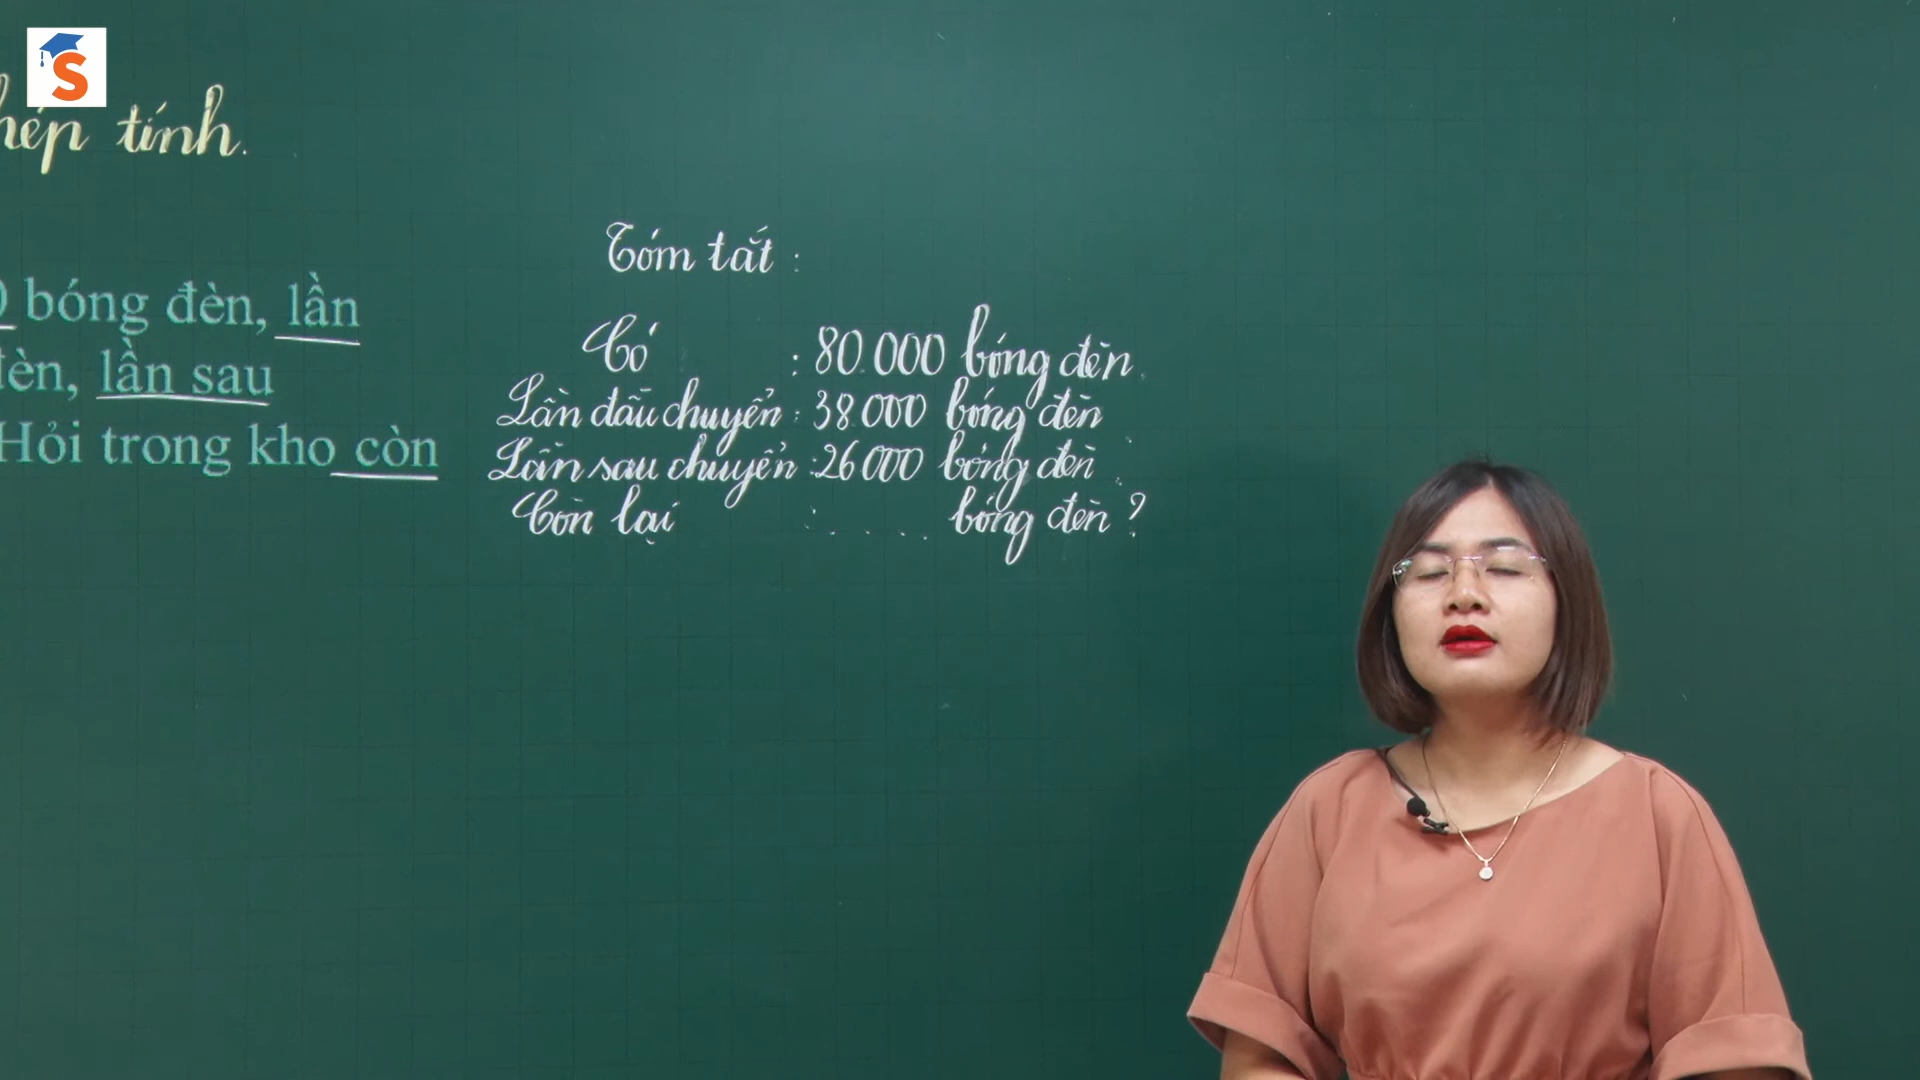 S
hép tính.
bóng đèn, lần
đèn, lần sau
Hỏi trong kho còn
Tóm tắt :
Có : 80 000 bóng đèn
Lần đầu chuyển : 38 000 bóng đèn
Lần sau chuyển : 26 000 bóng đèn
Còn lại : .... bóng đèn ?